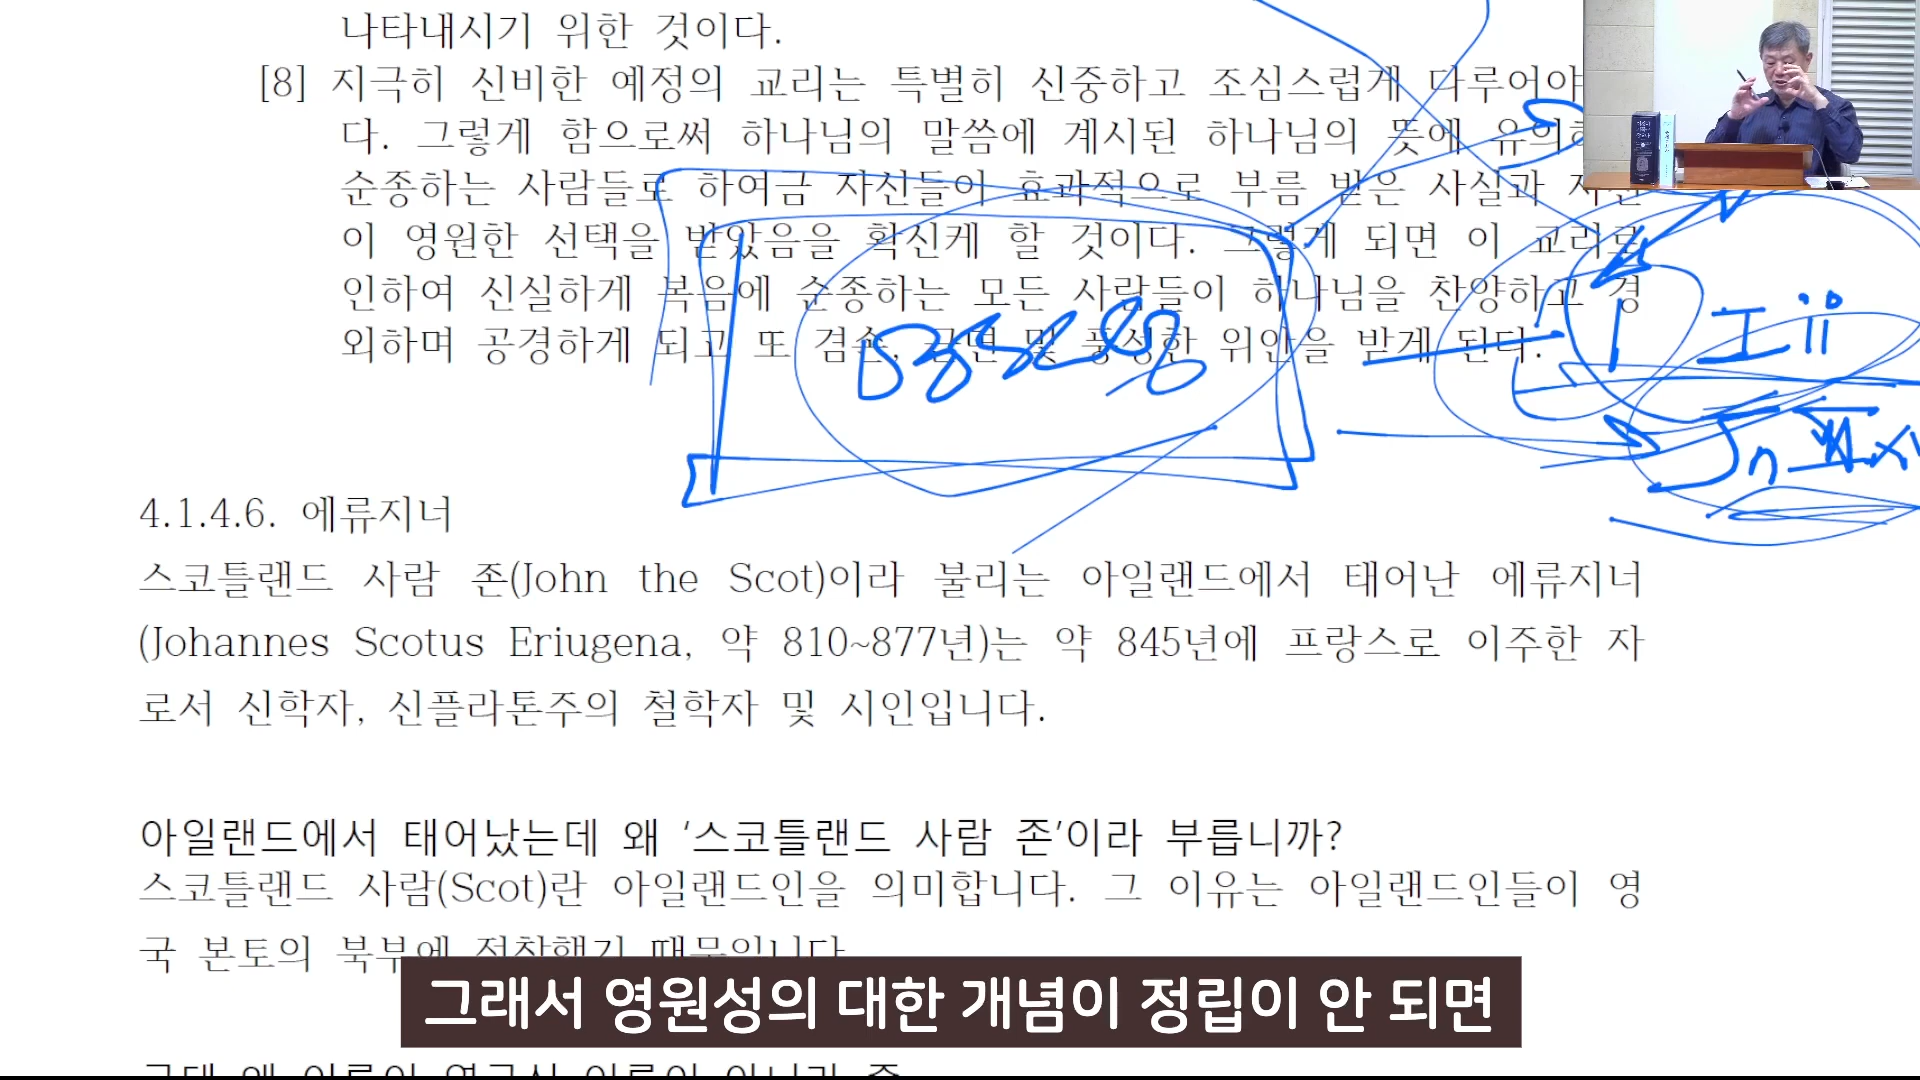 나타내시기 위한 것이다.
[8] 지극히 신비한 예정의 교리는 특별히 신중하고 조심스럽게 다루어야
다. 그렇게 함으로써 하나님의 말씀에 계시된 하나님의 뜻에 유의하
순종하는 사람들로 하여금 자신들이 효과적으로 부름 받은 사실과 자신
이 영원한 선택을 받았음을 확신케 할 것이다. 그렇게 되면 이 교리로
인하여 신실하게 복음에 순종하는 모든 사람들이 하나님을 찬양하고 경
외하며 공경하게 되고 또 겸손, 근면 및 풍성한 위안을 받게 된다.
4.1.4.6. 에류지너
스코틀랜드 사람 존(John the Scot)이라 불리는 아일랜드에서 태어난 에류지너
(Johannes Scotus Eriugena, 약 810~877년)는 약 845년에 프랑스로 이주한 자
로서 신학자, 신플라톤주의 철학자 및 시인입니다.
아일랜드에서 태어났는데 왜 ‘스코틀랜드 사람 존’이라 부릅니까?
스코틀랜드 사람(Scot)란 아일랜드인을 의미합니다. 그 이유는 아일랜드인들이 영
국 본토의 북부에 정착했기 때문입니다
그래서 영원성의 대한 개념이 정립이 안 되면